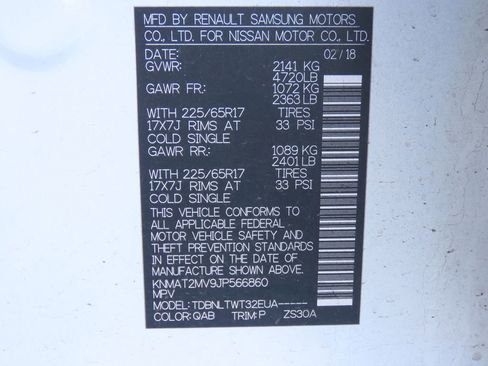 MFD BY RENAULT SAMSUNG MOTORS
CO., LTD. FOR NISSAN MOTOR CO., LTD.
DATE: 02/18
GVWR: 2141 KG
4720LB
GAWR FR: 1072 KG
2363 LB
WITH 225/65R17 TIRES
17X7J RIMS AT 33 PSI
COLD SINGLE
GAWR RR: 1089 KG
2401 LB
WITH 225/65R17 TIRES
17X7J RIMS AT 33 PSI
COLD SINGLE
THIS VEHICLE CONFORMS TO
ALL APPLICABLE FEDERAL
MOTOR VEHICLE SAFETY AND
THEFT PREVENTION STANDARDS
IN EFFECT ON THE DATE OF
MANUFACTURE SHOWN ABOVE.
KNMAT2MV9JP566860
MPV
MODEL: TDBNLTWT32EUA-----
COLOR: QAB TRIM: P ZS30A